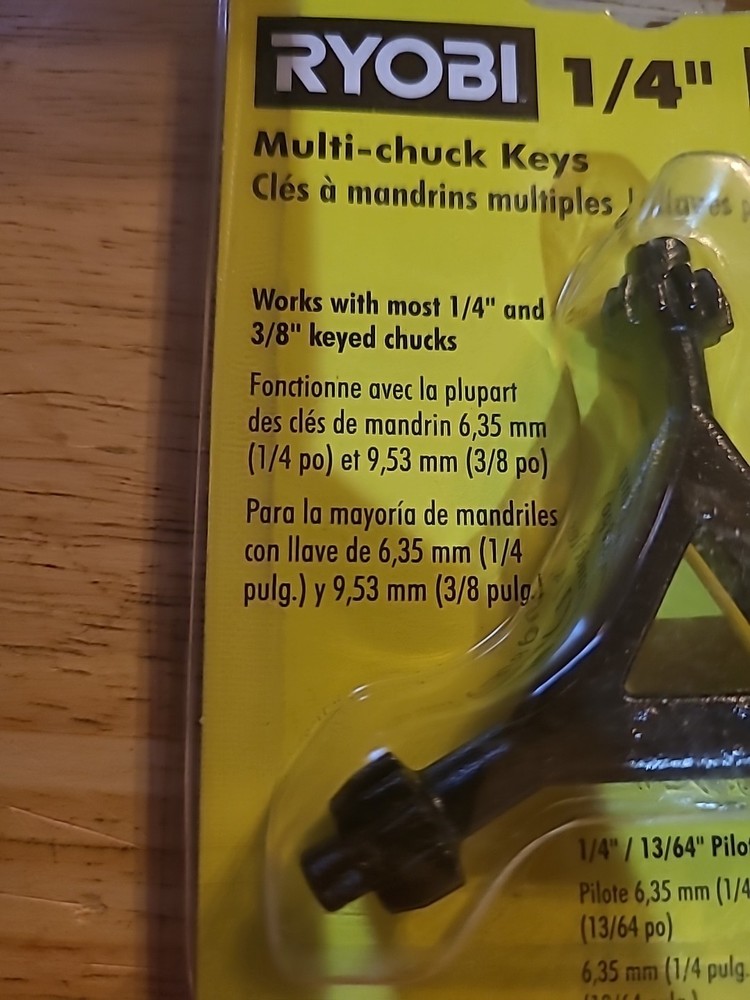 RYOBI 1/4"
Multi-chuck Keys
Clés à mandrins multiples
Works with most 1/4" and
3/8" keyed chucks
Fonctionne avec la plupart
des clés de mandrin 6,35 mm
(1/4 po) et 9,53 mm (3/8 po)
Para la mayoría de mandriles
con llave de 6,35 mm (1/4
pulg.) y 9,53 mm (3/8 pulg.)
1/4" / 13/64" Pilo
Pilote 6,35 mm (1/4
(13/64 po)
6,35 mm (1/4 pulg.